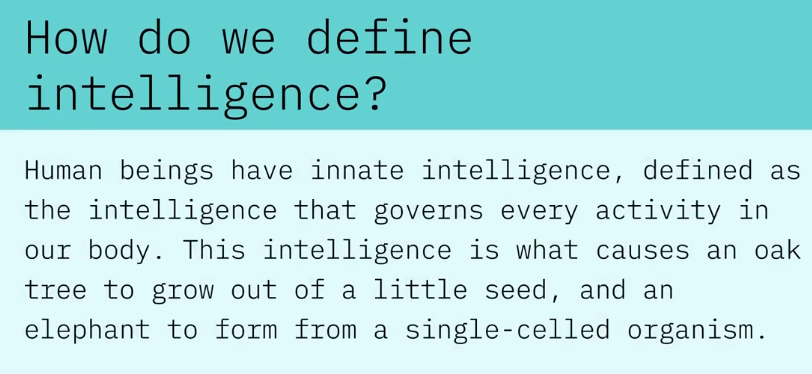 How do we define
intelligence?
Human beings have innate intelligence, defined as
the intelligence that governs every activity in
our body. This intelligence is what causes an oak
tree to grow out of a little seed, and an
elephant to form from a single-celled organism.